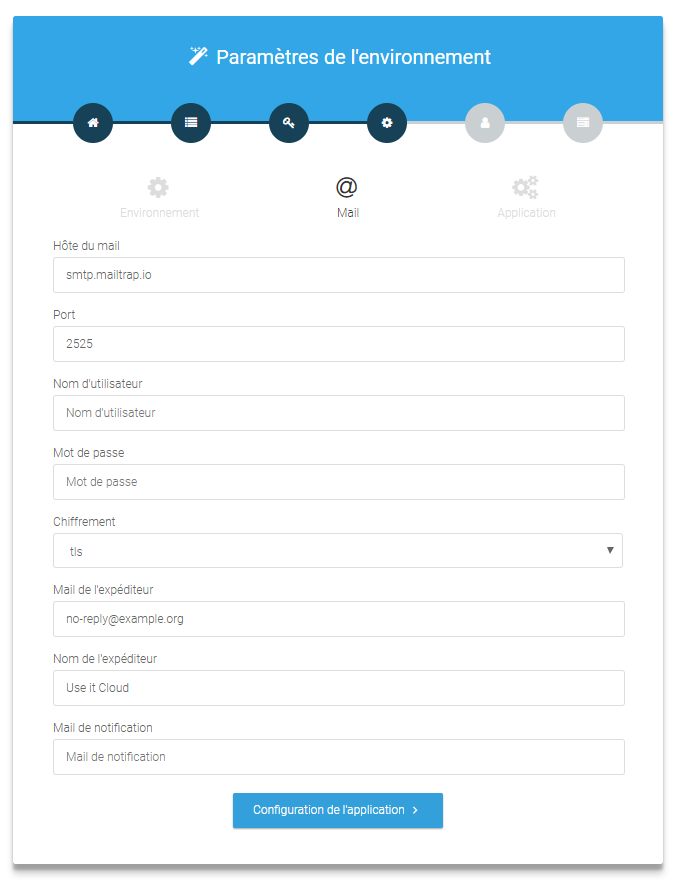 Paramètres de l'environnement
Environnement
@
Mail
Application
Hôte du mail
smtp.mailtrap.io
Port
2525
Nom d'utilisateur
Nom d'utilisateur
Mot de passe
Mot de passe
Chiffrement
tls
Mail de l'expéditeur
no-reply@example.org
Nom de l'expéditeur
Use it Cloud
Mail de notification
Mail de notification
Configuration de l'application